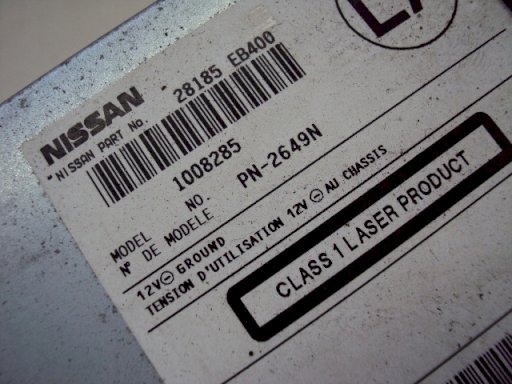 NISSAN
NISSAN PART No. 28185 EB400
1008285
MODEL NO.
N° DE MODÈLE PN-2649N
12V⊖ GROUND
TENSION D'UTILISATION 12V ⊖ AU CHASSIS
CLASS 1 LASER PRODUCT